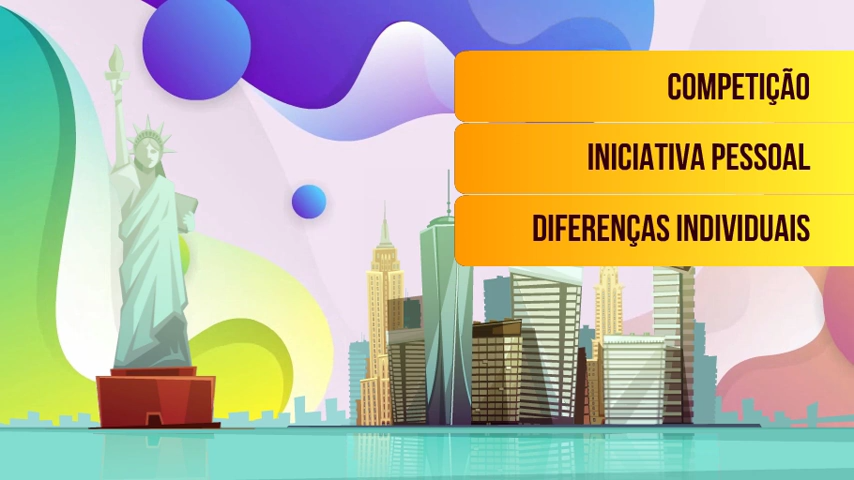 COMPETIÇÃO
INICIATIVA PESSOAL
DIFERENÇAS INDIVIDUAIS